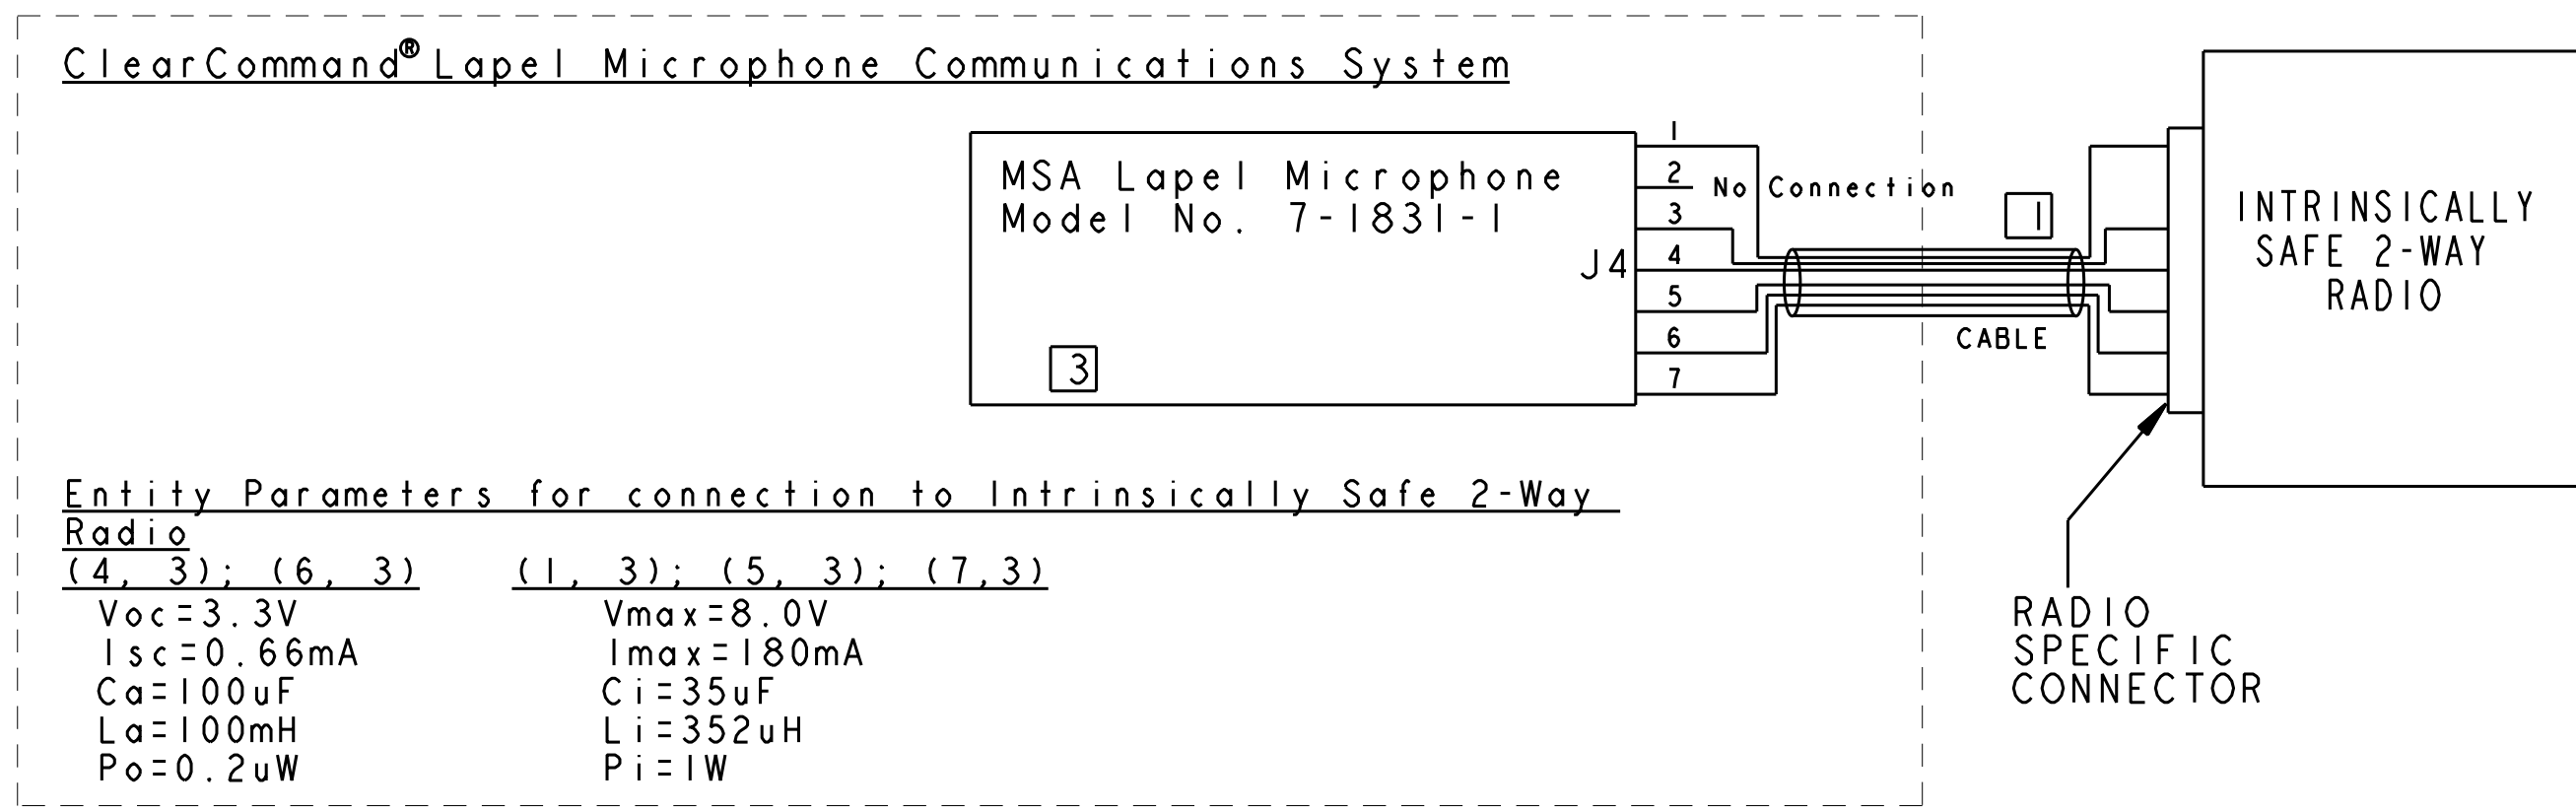 ClearCommand® Lapel Microphone Communications System
MSA Lapel Microphone
Model No. 7-1831-1
J4
3
1
2
No Connection
3
4
5
6
7
1
CABLE
INTRINSICALLY
SAFE 2-WAY
RADIO
RADIO
SPECIFIC
CONNECTOR
Entity Parameters for connection to Intrinsically Safe 2-Way
Radio
(4, 3); (6, 3)
Voc=3.3V
Isc=0.66mA
Ca=100uF
La=100mH
Po=0.2uW
(1, 3); (5, 3); (7,3)
Vmax=8.0V
Imax=180mA
Ci=35uF
Li=352uH
Pi=1W